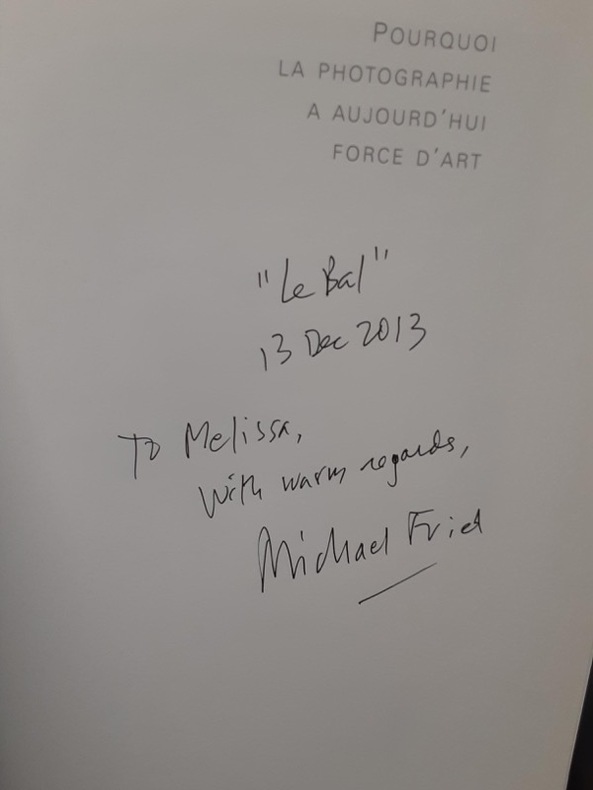 POURQUOI
LA PHOTOGRAPHIE
A AUJOURD'HUI
FORCE D'ART
"Le Bal"
13 Dec 2013
To Melissa,
With warm regards,
Michael Fried